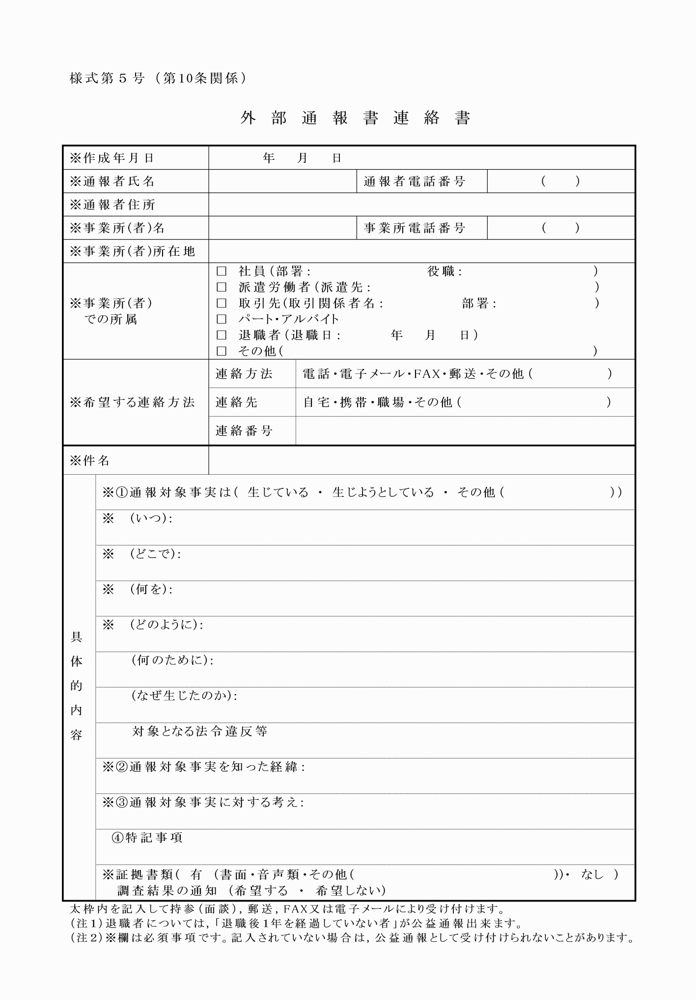 様式第５号（第10条関係）
外部通報書連絡書
※作成年月日　　年　月　日
※通報者氏名　　通報者電話番号　　（　　）
※通報者住所
※事業所(者)名　　事業所電話番号　　（　　）
※事業所(者)所在地
※事業所(者)
での所属
□ 社員(部署：　　役職：　　)
□ 派遣労働者(派遣先：　　)
□ 取引先(取引関係者名：　　部署：　　)
□ パート・アルバイト
□ 退職者(退職日：　　年　月　日)
□ その他(　　)
※希望する連絡方法
連絡方法　電話・電子メール・FAX・郵送・その他(　　)
連絡先　自宅・携帯・職場・その他(　　)
連絡番号
※件名
具体的内容
※①通報対象事実は( 生じている ・ 生じようとしている ・ その他(　　))
※　(いつ)：
※　(どこで)：
※　(何を)：
※　(どのように)：
(何のために)：
(なぜ生じたのか)：
対象となる法令違反等
※②通報対象事実を知った経緯：
※③通報対象事実に対する考え：
④特記事項
※証拠書類( 有 (書面・音声類・その他(　　))・ なし )
調査結果の通知 (希望する ・ 希望しない)
太枠内を記入して持参(面談)，郵送，FAX又は電子メールにより受け付けます。
(注１)退職者については，「退職後１年を経過していない者」が公益通報出来ます。
(注２)※欄は必須事項です。記入されていない場合は，公益通報として受け付けられないことがあります。